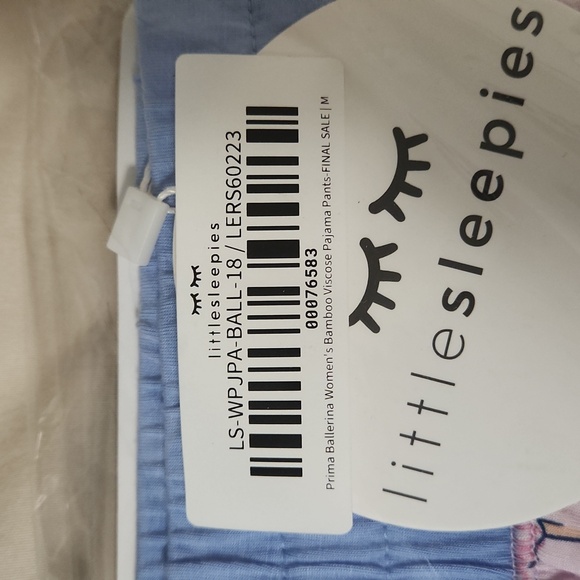 littlesleepies
LS-WPJPA-BALL-18 / LERS60223
00076583
Prima Ballerina Women's Bamboo Viscose Pajama Pants-FINAL SALE | M
littlesleepies